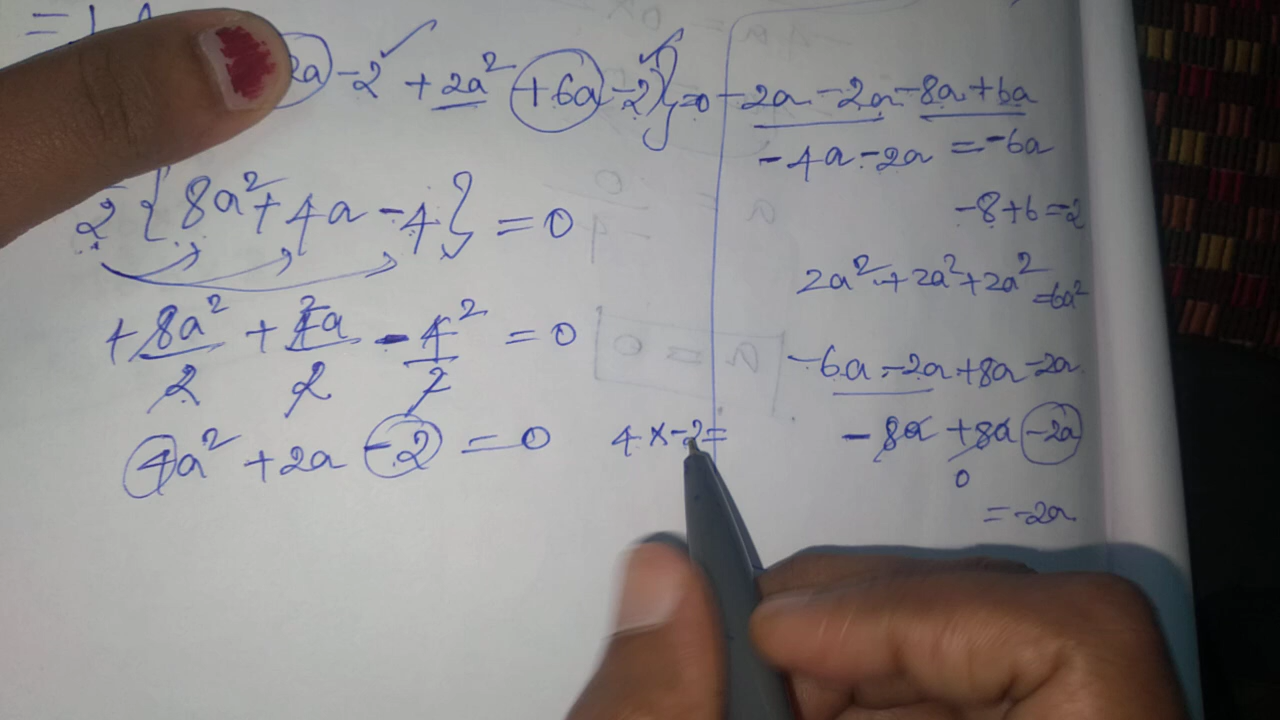 2a -2 + 2a² +6a -2} = 0
2 { 8a² + 4a - 4 } = 0
+ 8a²/2 + 4a/2 - 4/2 = 0
4a² + 2a - 2 = 0
4 × -2 =
-2a -2a -8a +6a
-4a -2a = -6a
-8+6 = -2
2a² + 2a² + 2a² = 6a²
-6a -2a +8a -2a
-8a +8a -2a
0
= -2a